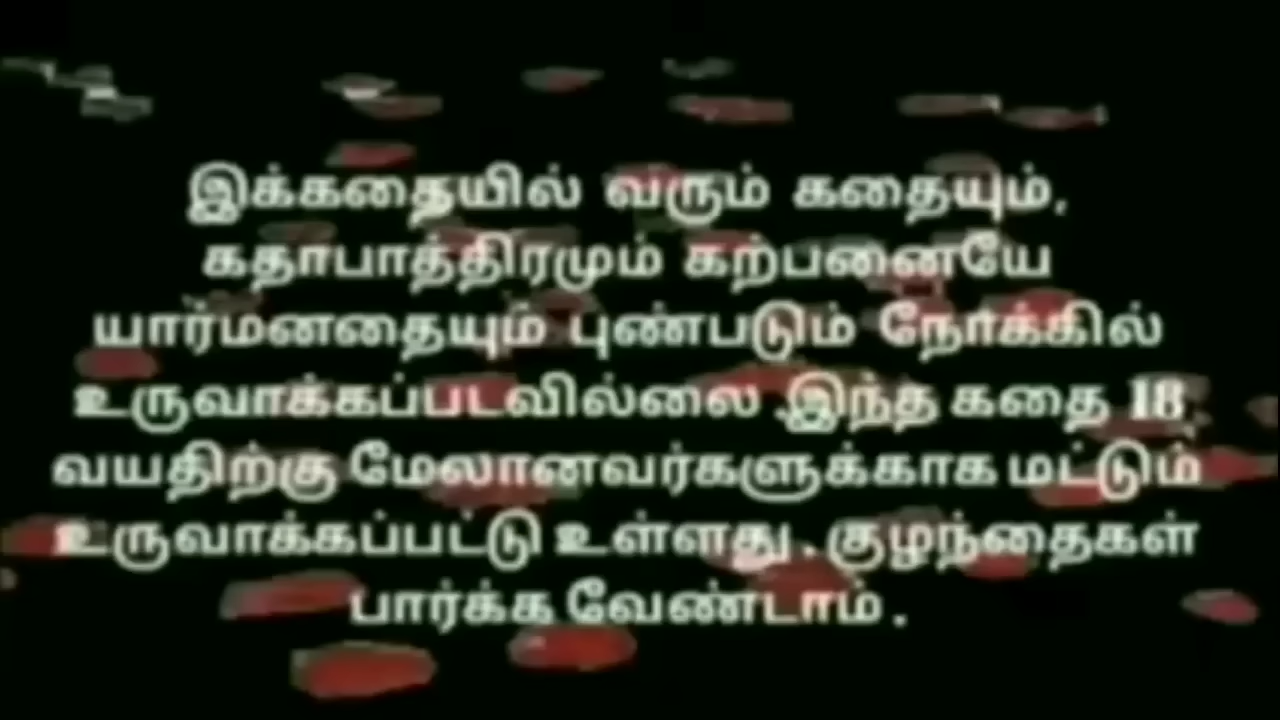 இக்கதையில் வரும் கதையும்,
கதாபாத்திரமும் கற்பனையே
யார்மனதையும் புண்படும் நோக்கில்
உருவாக்கப்படவில்லை .இந்த கதை 18
வயதிற்கு மேலானவர்களுக்காக மட்டும்
உருவாக்கப்பட்டு உள்ளது . குழந்தைகள்
பார்க்க வேண்டாம் .